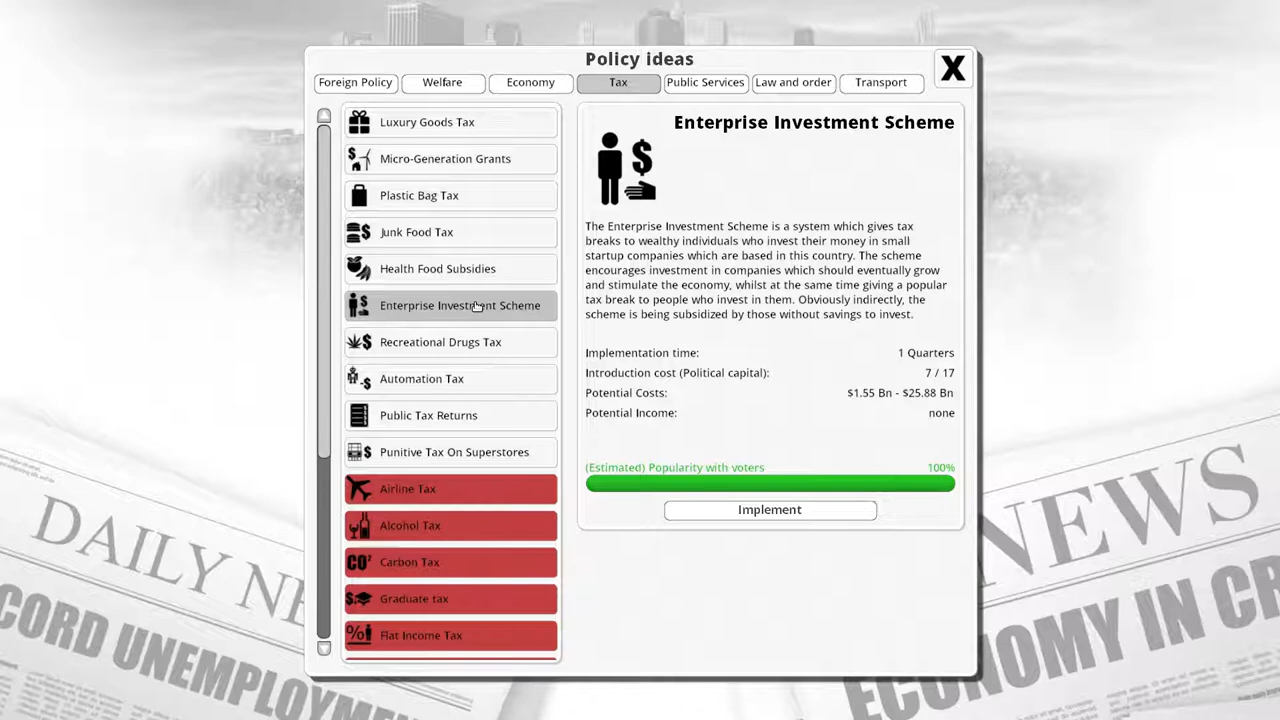 Policy ideas
X
Foreign Policy
Welfare
Economy
Tax
Public Services
Law and order
Transport
Luxury Goods Tax
Micro-Generation Grants
Plastic Bag Tax
Junk Food Tax
Health Food Subsidies
Enterprise Investment Scheme
Recreational Drugs Tax
Automation Tax
Public Tax Returns
Punitive Tax On Superstores
Airline Tax
Alcohol Tax
CO² Carbon Tax
Graduate tax
Flat Income Tax
Enterprise Investment Scheme
The Enterprise Investment Scheme is a system which gives tax
breaks to wealthy individuals who invest their money in small
startup companies which are based in this country. The scheme
encourages investment in companies which should eventually grow
and stimulate the economy, whilst at the same time giving a popular
tax break to people who invest in them. Obviously indirectly, the
scheme is being subsidized by those without savings to invest.
Implementation time: 1 Quarters
Introduction cost (Political capital): 7 / 17
Potential Costs: $1.55 Bn - $25.88 Bn
Potential Income: none
(Estimated) Popularity with voters 100%
Implement
DAILY NE
CORD UNEMPLOYM
NEWS
ECONOMY IN CR